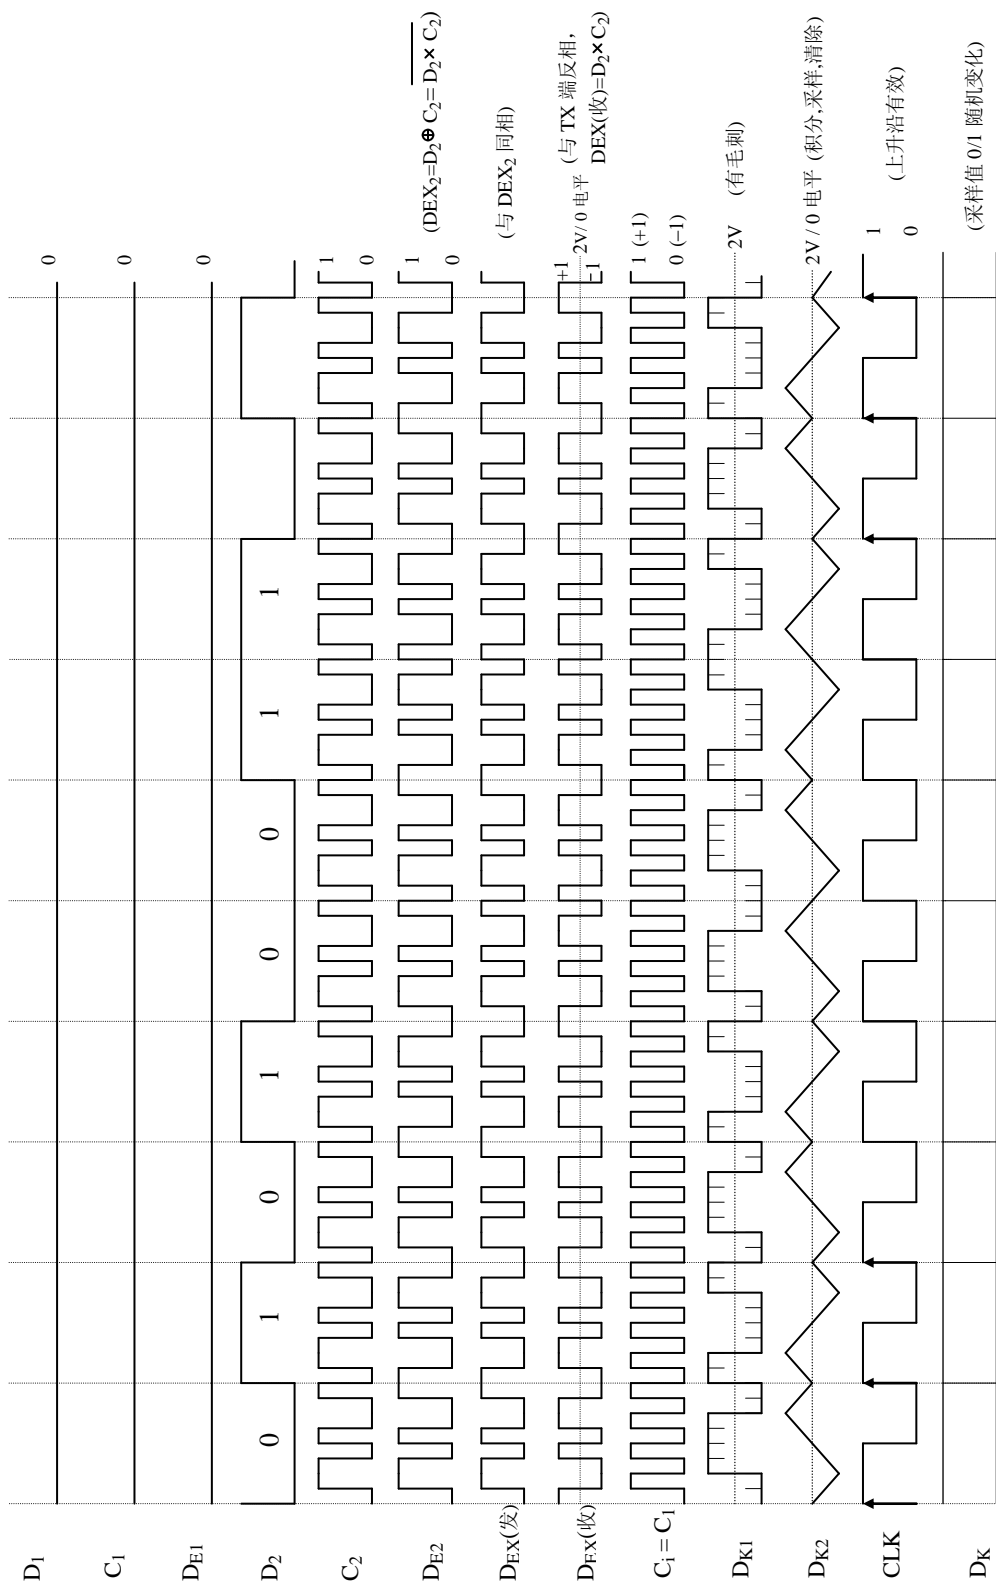 D1 0
C1 0
DE1 0
D2 0 1 0 1 0 0 1 1
C2 1 0
DE2 1 0 (DEX2=D2⊕C2=D2×C2)
DEX(发) (与 DEX2 同相)
DEX(收) +1 -1 2V/ 0 电平 (与 TX 端反相,
DEX(收)=D2×C2)
Ci = C1 1 (+1) 0 (−1)
DK1 2V (有毛刺)
DK2 2V / 0 电平 (积分,采样,清除)
CLK 1 0 (上升沿有效)
DK (采样值 0/1 随机变化)